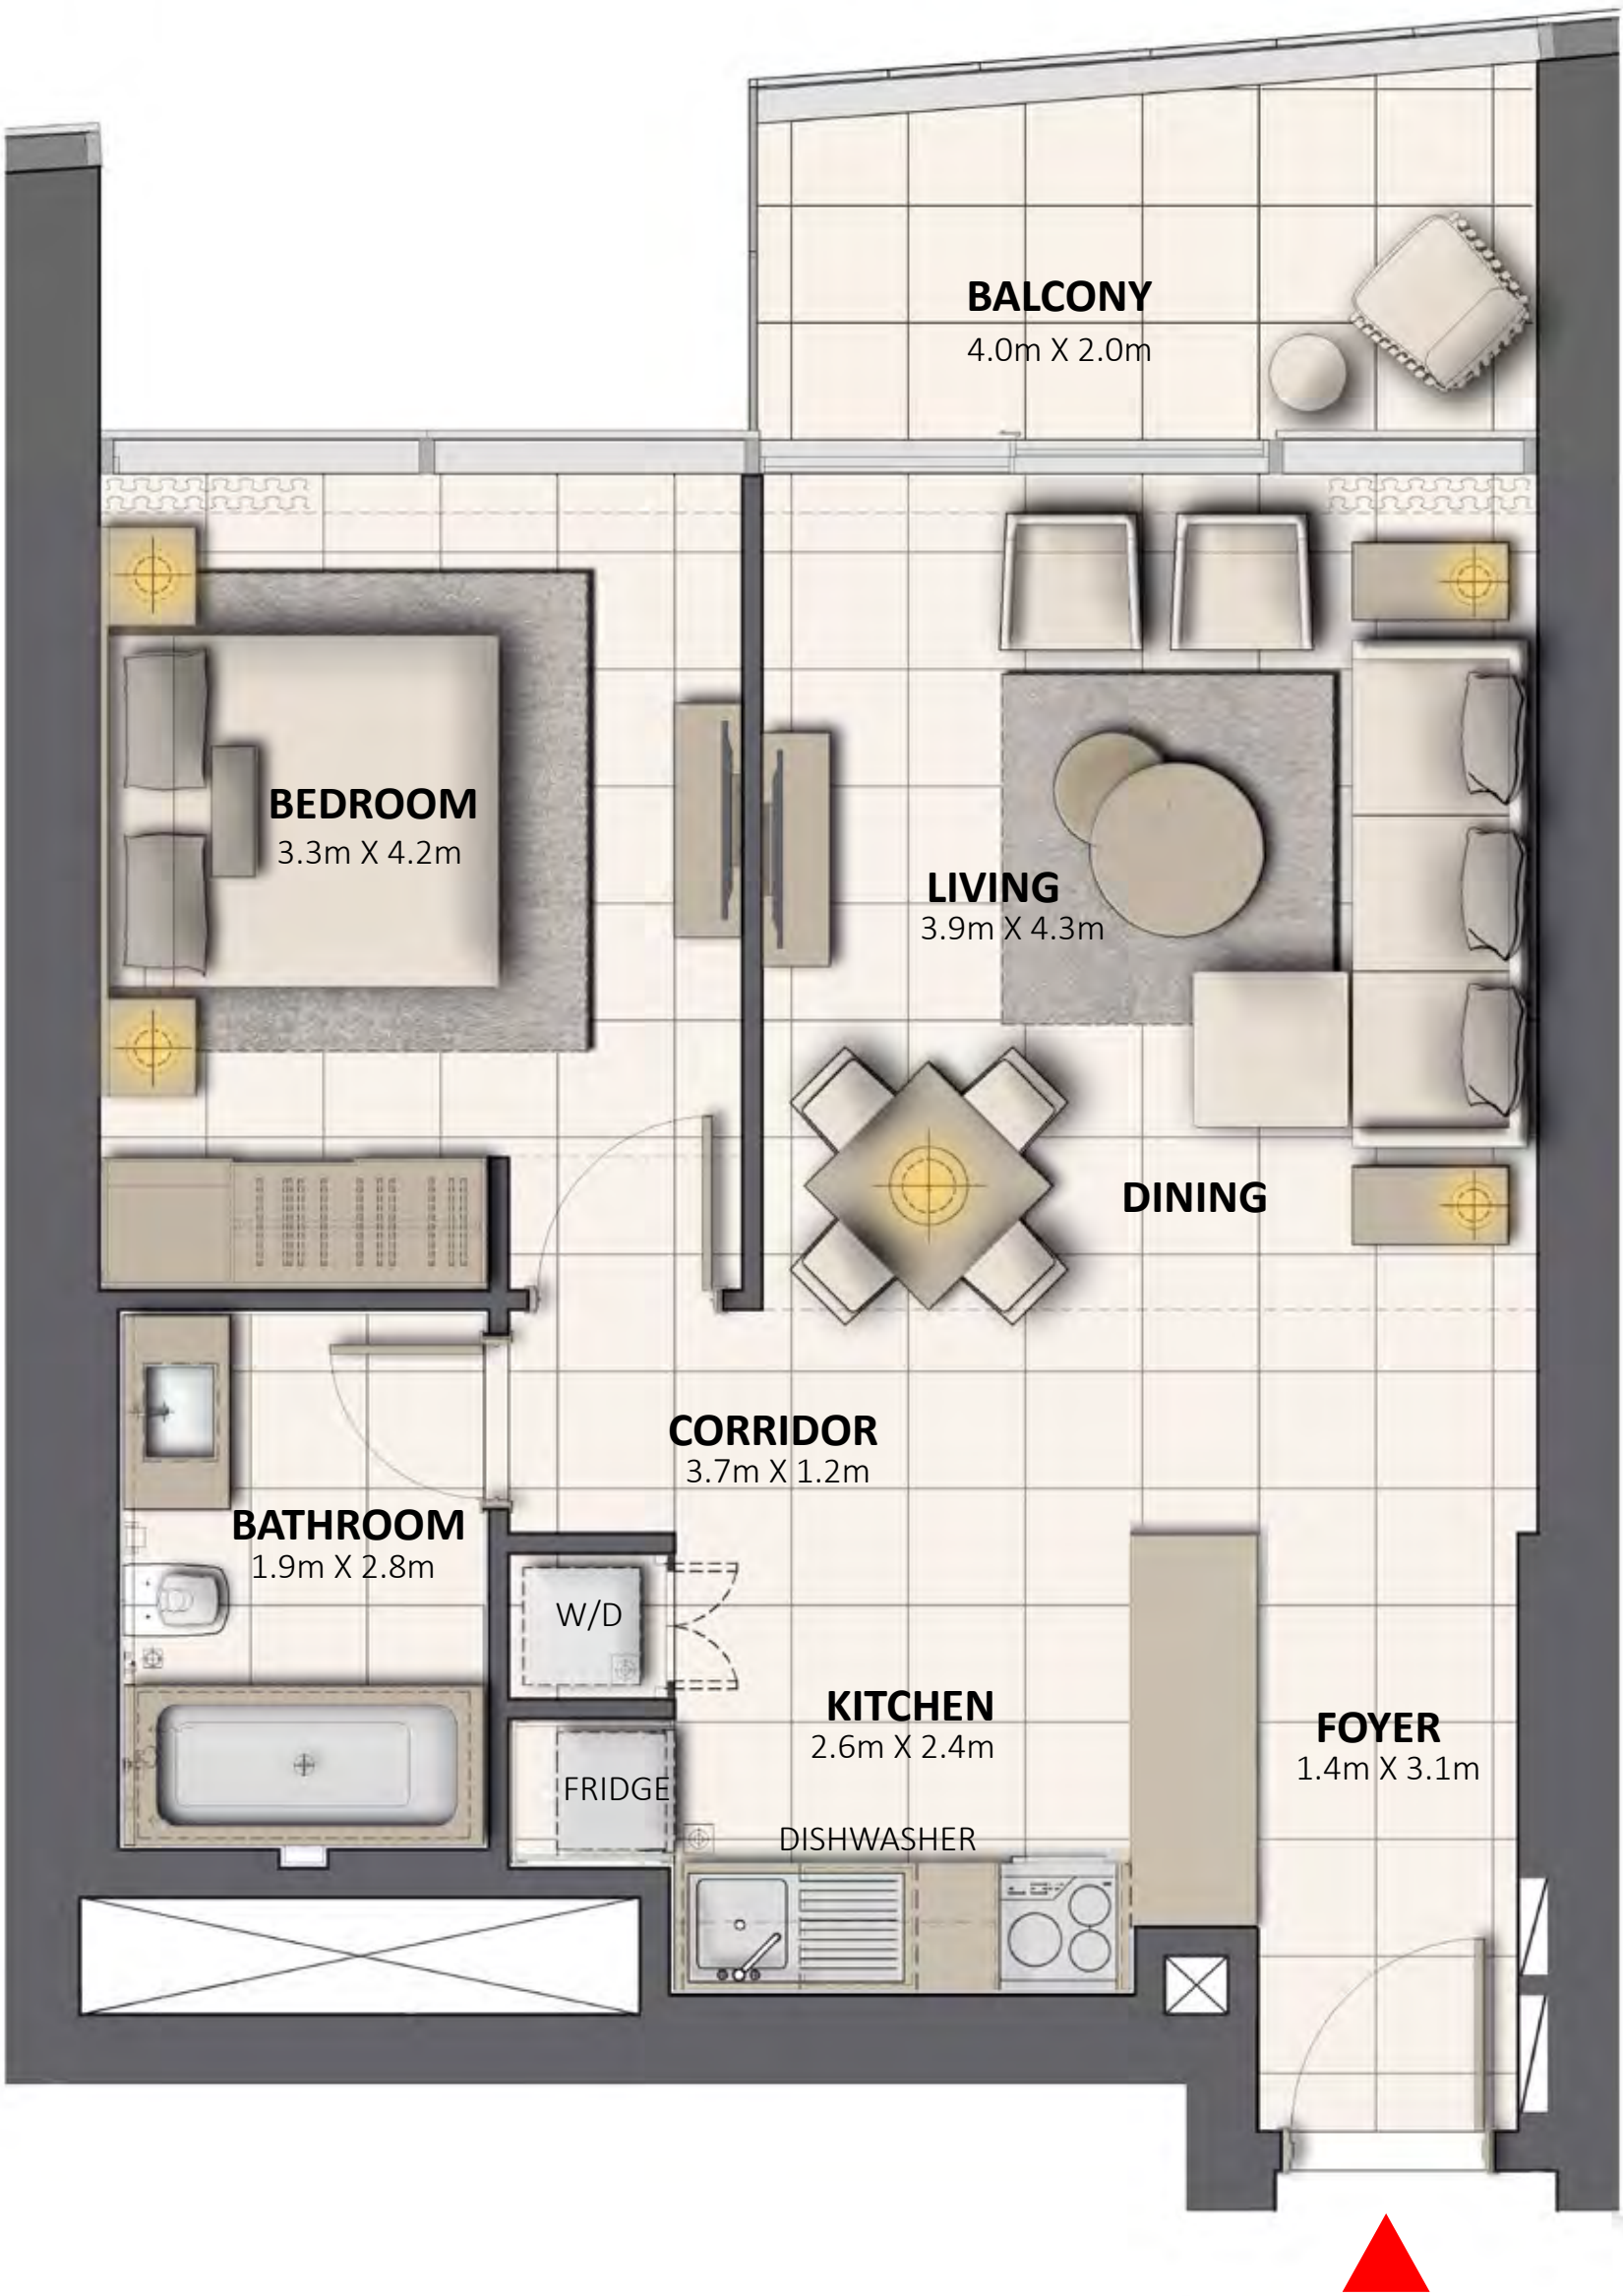 BALCONY
4.0m X 2.0m
BEDROOM
3.3m X 4.2m
LIVING
3.9m X 4.3m
DINING
CORRIDOR
3.7m X 1.2m
BATHROOM
1.9m X 2.8m
W/D
KITCHEN
2.6m X 2.4m
FOYER
1.4m X 3.1m
FRIDGE
DISHWASHER